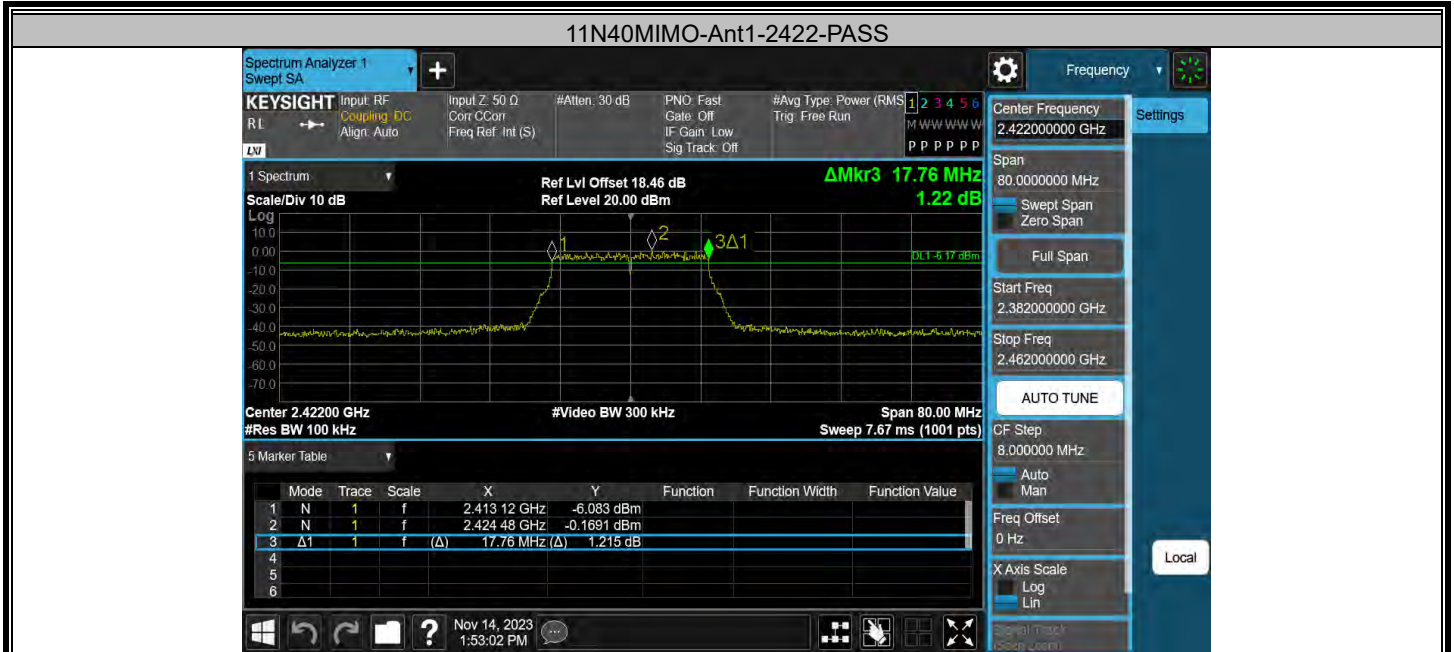 11N40MIMO-Ant1-2422-PASS
Spectrum Analyzer 1
Swept SA
Frequency
KEYSIGHT Input: RF Input Z: 50 Ω #Atten: 30 dB PNO: Fast #Avg Type: Power (RMS 1 2 3 4 5 6
RL Coupling: DC Corr CCorr Gate: Off Trig: Free Run M W W W W W
Align: Auto Freq Ref: Int (S) IF Gain: Low
LXI Sig Track: Off P P P P P P
1 Spectrum Ref Lvl Offset 18.46 dB ΔMkr3 17.76 MHz
Scale/Div 10 dB Ref Level 20.00 dBm 1.22 dB
Log
10.0
0.00
-10.0
-20.0
-30.0
-40.0
-50.0
-60.0
-70.0
1
2
3Δ1
DL1 -6.17 dBm
Center 2.42200 GHz #Video BW 300 kHz Span 80.00 MHz
#Res BW 100 kHz Sweep 7.67 ms (1001 pts)
5 Marker Table
Mode Trace Scale X Y Function Function Width Function Value
1 N 1 f 2.413 12 GHz -6.083 dBm
2 N 1 f 2.424 48 GHz -0.1691 dBm
3 Δ1 1 f (Δ) 17.76 MHz (Δ) 1.215 dB
4
5
6
Nov 14, 2023
1:53:02 PM
Center Frequency
2.422000000 GHz
Settings
Span
80.0000000 MHz
Swept Span
Zero Span
Full Span
Start Freq
2.382000000 GHz
Stop Freq
2.462000000 GHz
AUTO TUNE
CF Step
8.000000 MHz
Auto
Man
Freq Offset
0 Hz
X Axis Scale
Log
Lin
Local
Signal Track
(Span Zoom)